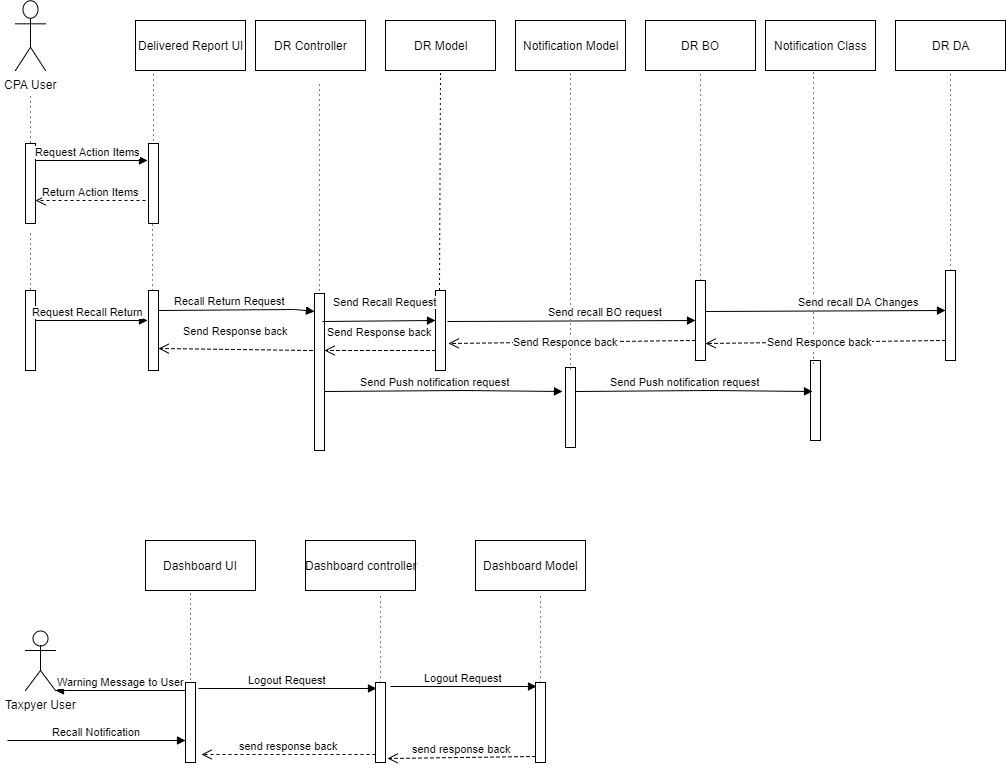 CPA User
Delivered Report UI
DR Controller
DR Model
Notification Model
DR BO
Notification Class
DR DA
Request Action Items
Return Action Items
Request Recall Return
Recall Return Request
Send Recall Request
Send recall BO request
Send recall DA Changes
Send Response back
Send Response back
Send Responce back
Send Responce back
Send Push notification request
Send Push notification request
Dashboard UI
Dashboard controller
Dashboard Model
Taxpyer User
Warning Message to User
Logout Request
Logout Request
Recall Notification
send response back
send response back